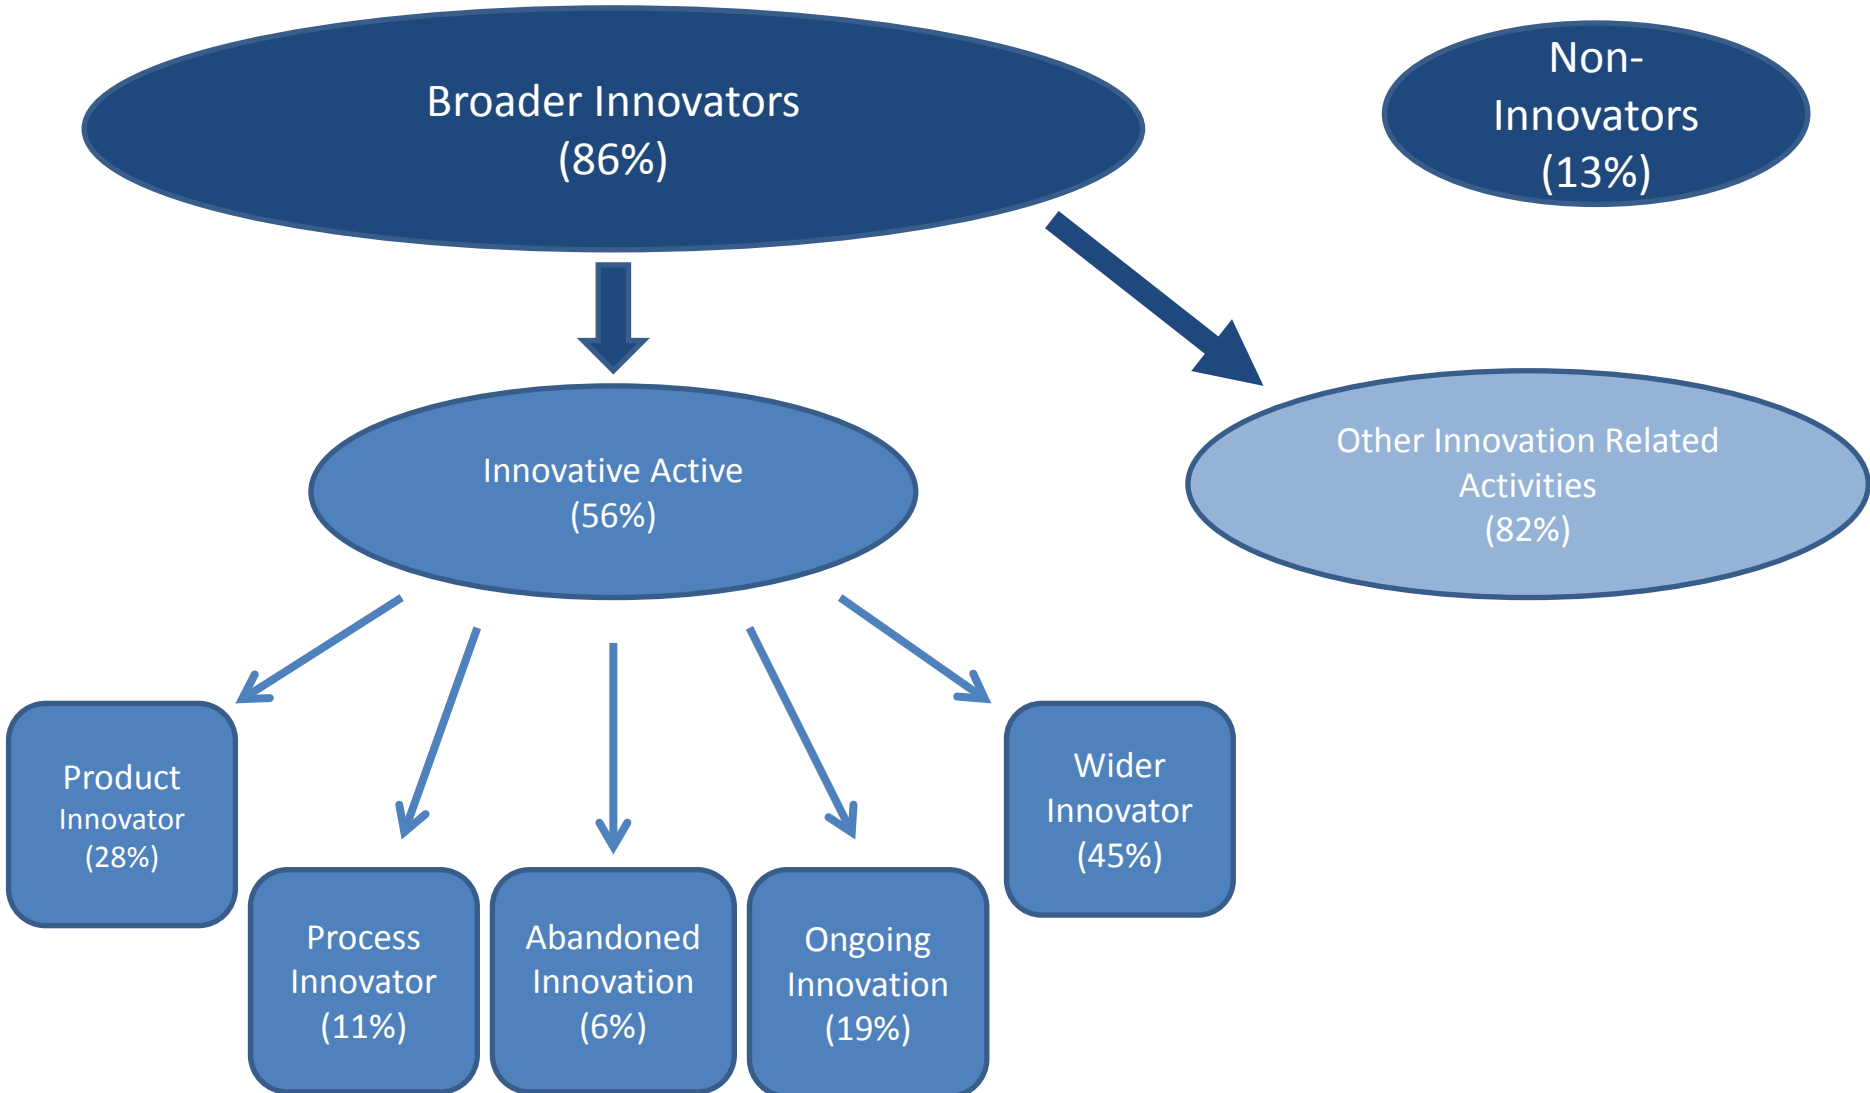 Broader Innovators
(86%)
Non-
Innovators
(13%)
Innovative Active
(56%)
Other Innovation Related
Activities
(82%)
Product
Innovator
(28%)
Process
Innovator
(11%)
Abandoned
Innovation
(6%)
Ongoing
Innovation
(19%)
Wider
Innovator
(45%)